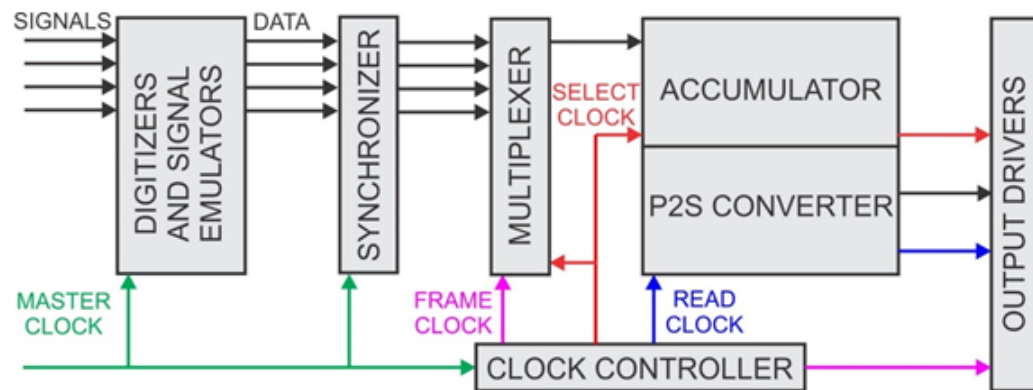 SIGNALS
DATA
DIGITIZERS
AND SIGNAL
EMULATORS
SYNCHRONIZER
MULTIPLEXER
SELECT
CLOCK
ACCUMULATOR
P2S CONVERTER
OUTPUT DRIVERS
MASTER
CLOCK
FRAME
CLOCK
READ
CLOCK
CLOCK CONTROLLER